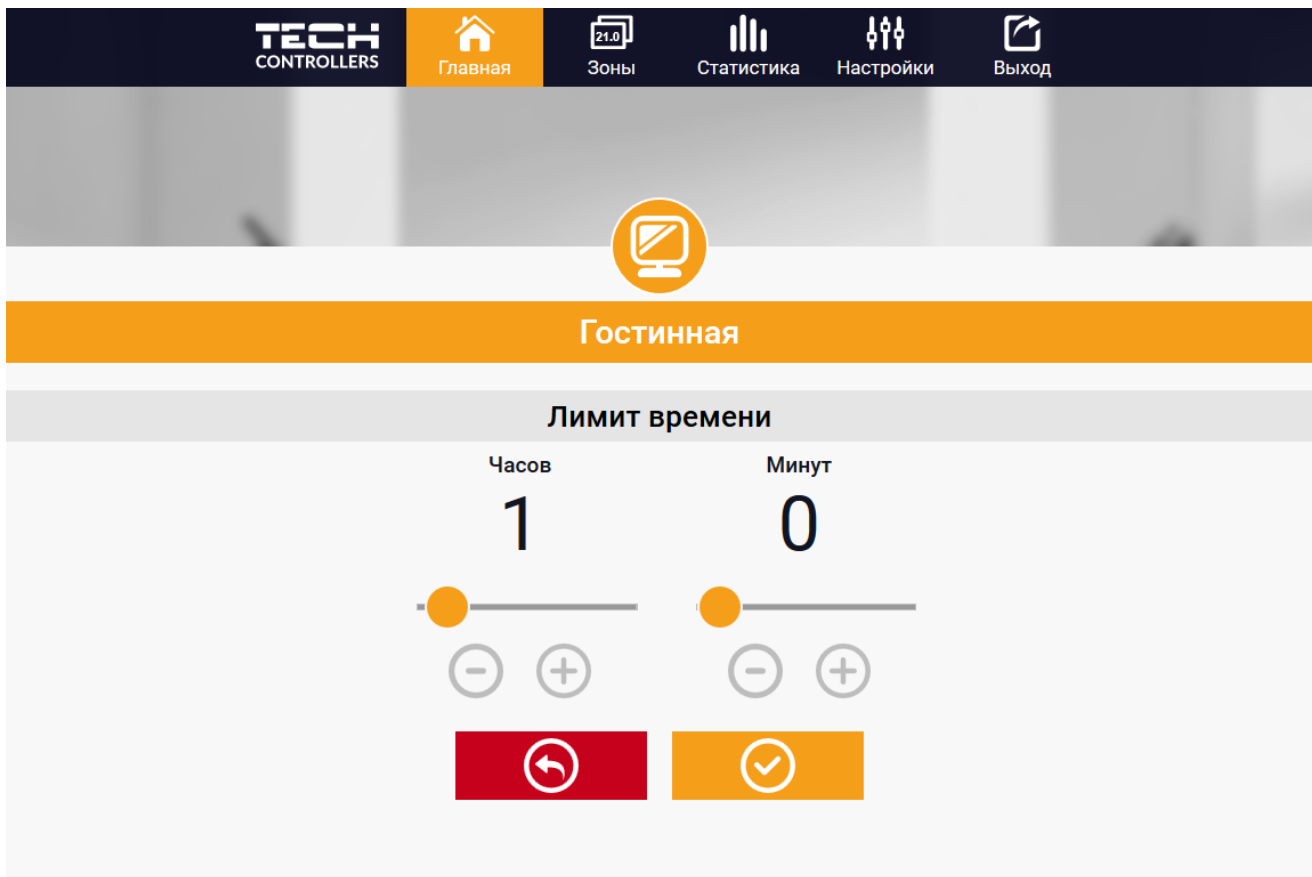 TECH
CONTROLLERS
Главная
21.0
Зоны
Статистика
Настройки
Выход
Гостинная
Лимит времени
Часов
Минут
1
0